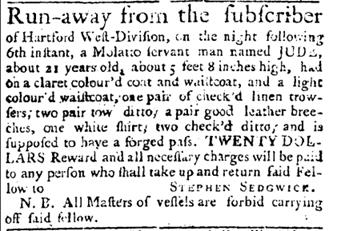 Run-away from the ſubſcriber
of Hartford Weſt-Diviſion, on the night following
6th inſtant, a Molatto ſervant man named JUDE,
about 21 years old, about 5 feet 8 inches high, had
on a claret colour'd coat and waiſtcoat, and a light
colour'd waiſtcoat, one pair of check'd linen trow-
ſers; two pair tow ditto; a pair good leather bree-
ches, one white ſhirt; two check'd ditto; and is
ſuppoſed to have a forged paſs. TWENTY DOL-
LARS Reward and all neceſſary charges will be paid
to any perſon who ſhall take up and return ſaid Fel-
low to STEPHEN SEDGWICK.
N. B. All Maſters of veſſels are forbid carrying
off ſaid fellow.